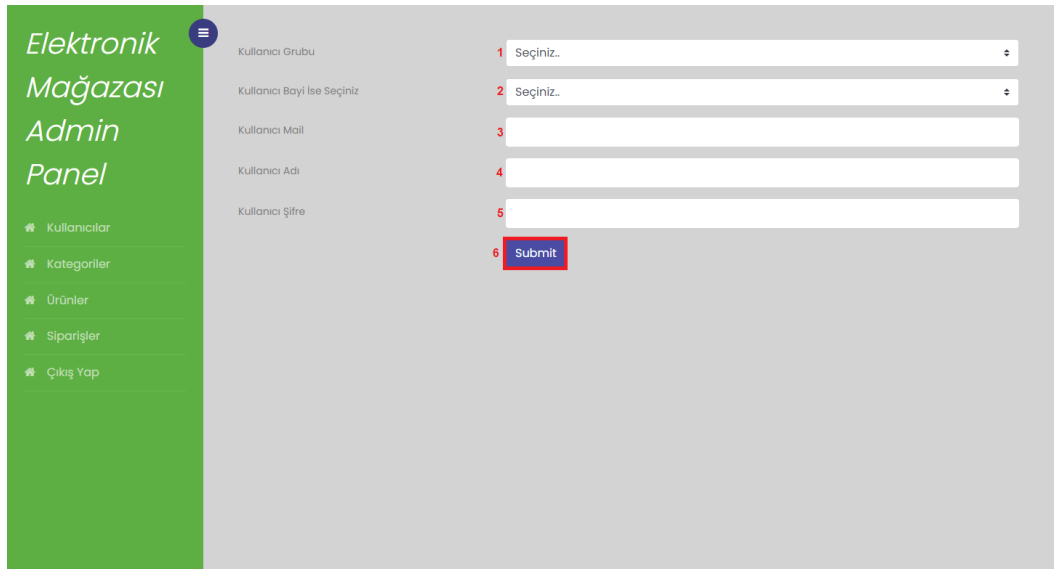 Elektronik
Mağazası
Admin
Panel
Kullanıcılar
Kategoriler
Ürünler
Siparişler
Çıkış Yap
Kullanıcı Grubu 1 Seçiniz..
Kullanıcı Bayi İse Seçiniz 2 Seçiniz..
Kullanıcı Mail 3
Kullanıcı Adı 4
Kullanıcı Şifre 5
6 Submit